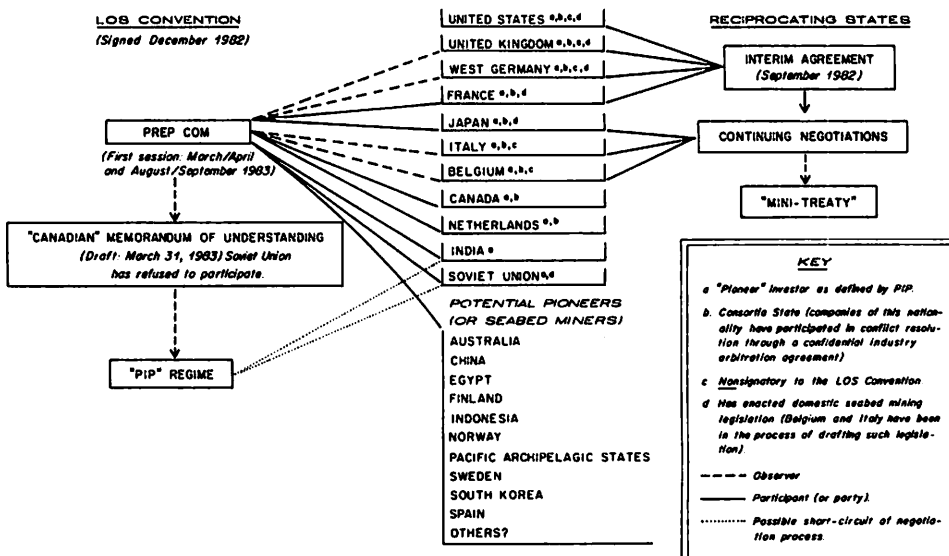 LOS CONVENTION
(Signed December 1982)
PREP COM
(First session: March/April
and August/September 1983)
"CANADIAN" MEMORANDUM OF UNDERSTANDING
(Draft: March 31, 1983) Soviet Union
has refused to participate.
"PIP" REGIME
UNITED STATES a,b,c,d
UNITED KINGDOM a,b,c,d
WEST GERMANY a,b,c,d
FRANCE a,b,d
JAPAN a,b,d
ITALY a,b,c
BELGIUM a,b,c
CANADA a,b
NETHERLANDS a,b
INDIA a
SOVIET UNION a,d
POTENTIAL PIONEERS
(OR SEABED MINERS)
AUSTRALIA
CHINA
EGYPT
FINLAND
INDONESIA
NORWAY
PACIFIC ARCHIPELAGIC STATES
SWEDEN
SOUTH KOREA
SPAIN
OTHERS?
RECIPROCATING STATES
INTERIM AGREEMENT
(September 1982)
CONTINUING NEGOTIATIONS
"MINI-TREATY"
KEY
a "Pioneer" Investor as defined by PIP.
b. Consortia State (companies of this natio-
nality have participated in conflict resolu-
tion through a confidential industry
arbitration agreement)
c Nonsignatory to the LOS Convention
d Has enacted domestic seabed mining
legislation (Belgium and Italy have been
in the process of drafting such legisla-
tion).
Observer
Participant (or party).
Possible short-circuit of negotia-
tion process.